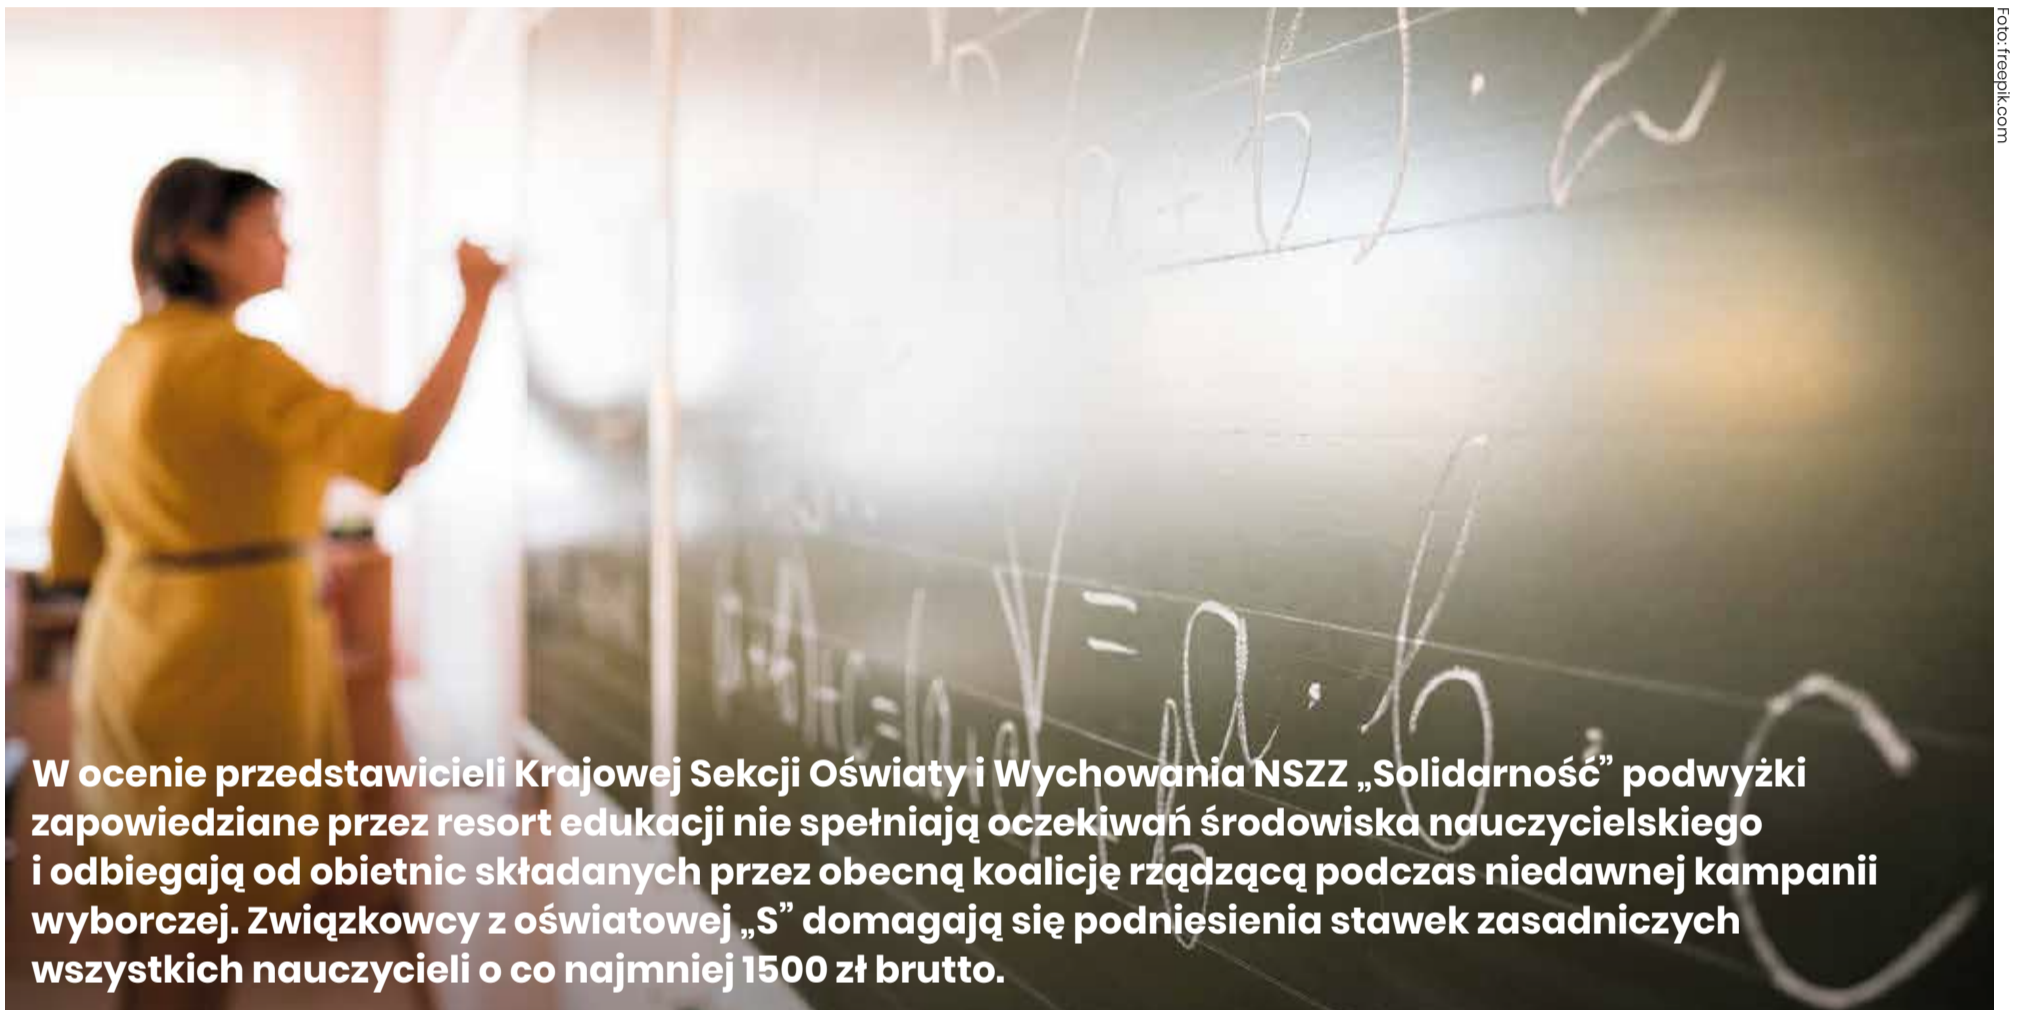 Foto: freepik.com
V = a · b · c
W ocenie przedstawicieli Krajowej Sekcji Oświaty i Wychowania NSZZ „Solidarność” podwyżki
zapowiedziane przez resort edukacji nie spełniają oczekiwań środowiska nauczycielskiego
i odbiegają od obietnic składanych przez obecną koalicję rządzącą podczas niedawnej kampanii
wyborczej. Związkowcy z oświatowej „S” domagają się podniesienia stawek zasadniczych
wszystkich nauczycieli o co najmniej 1500 zł brutto.